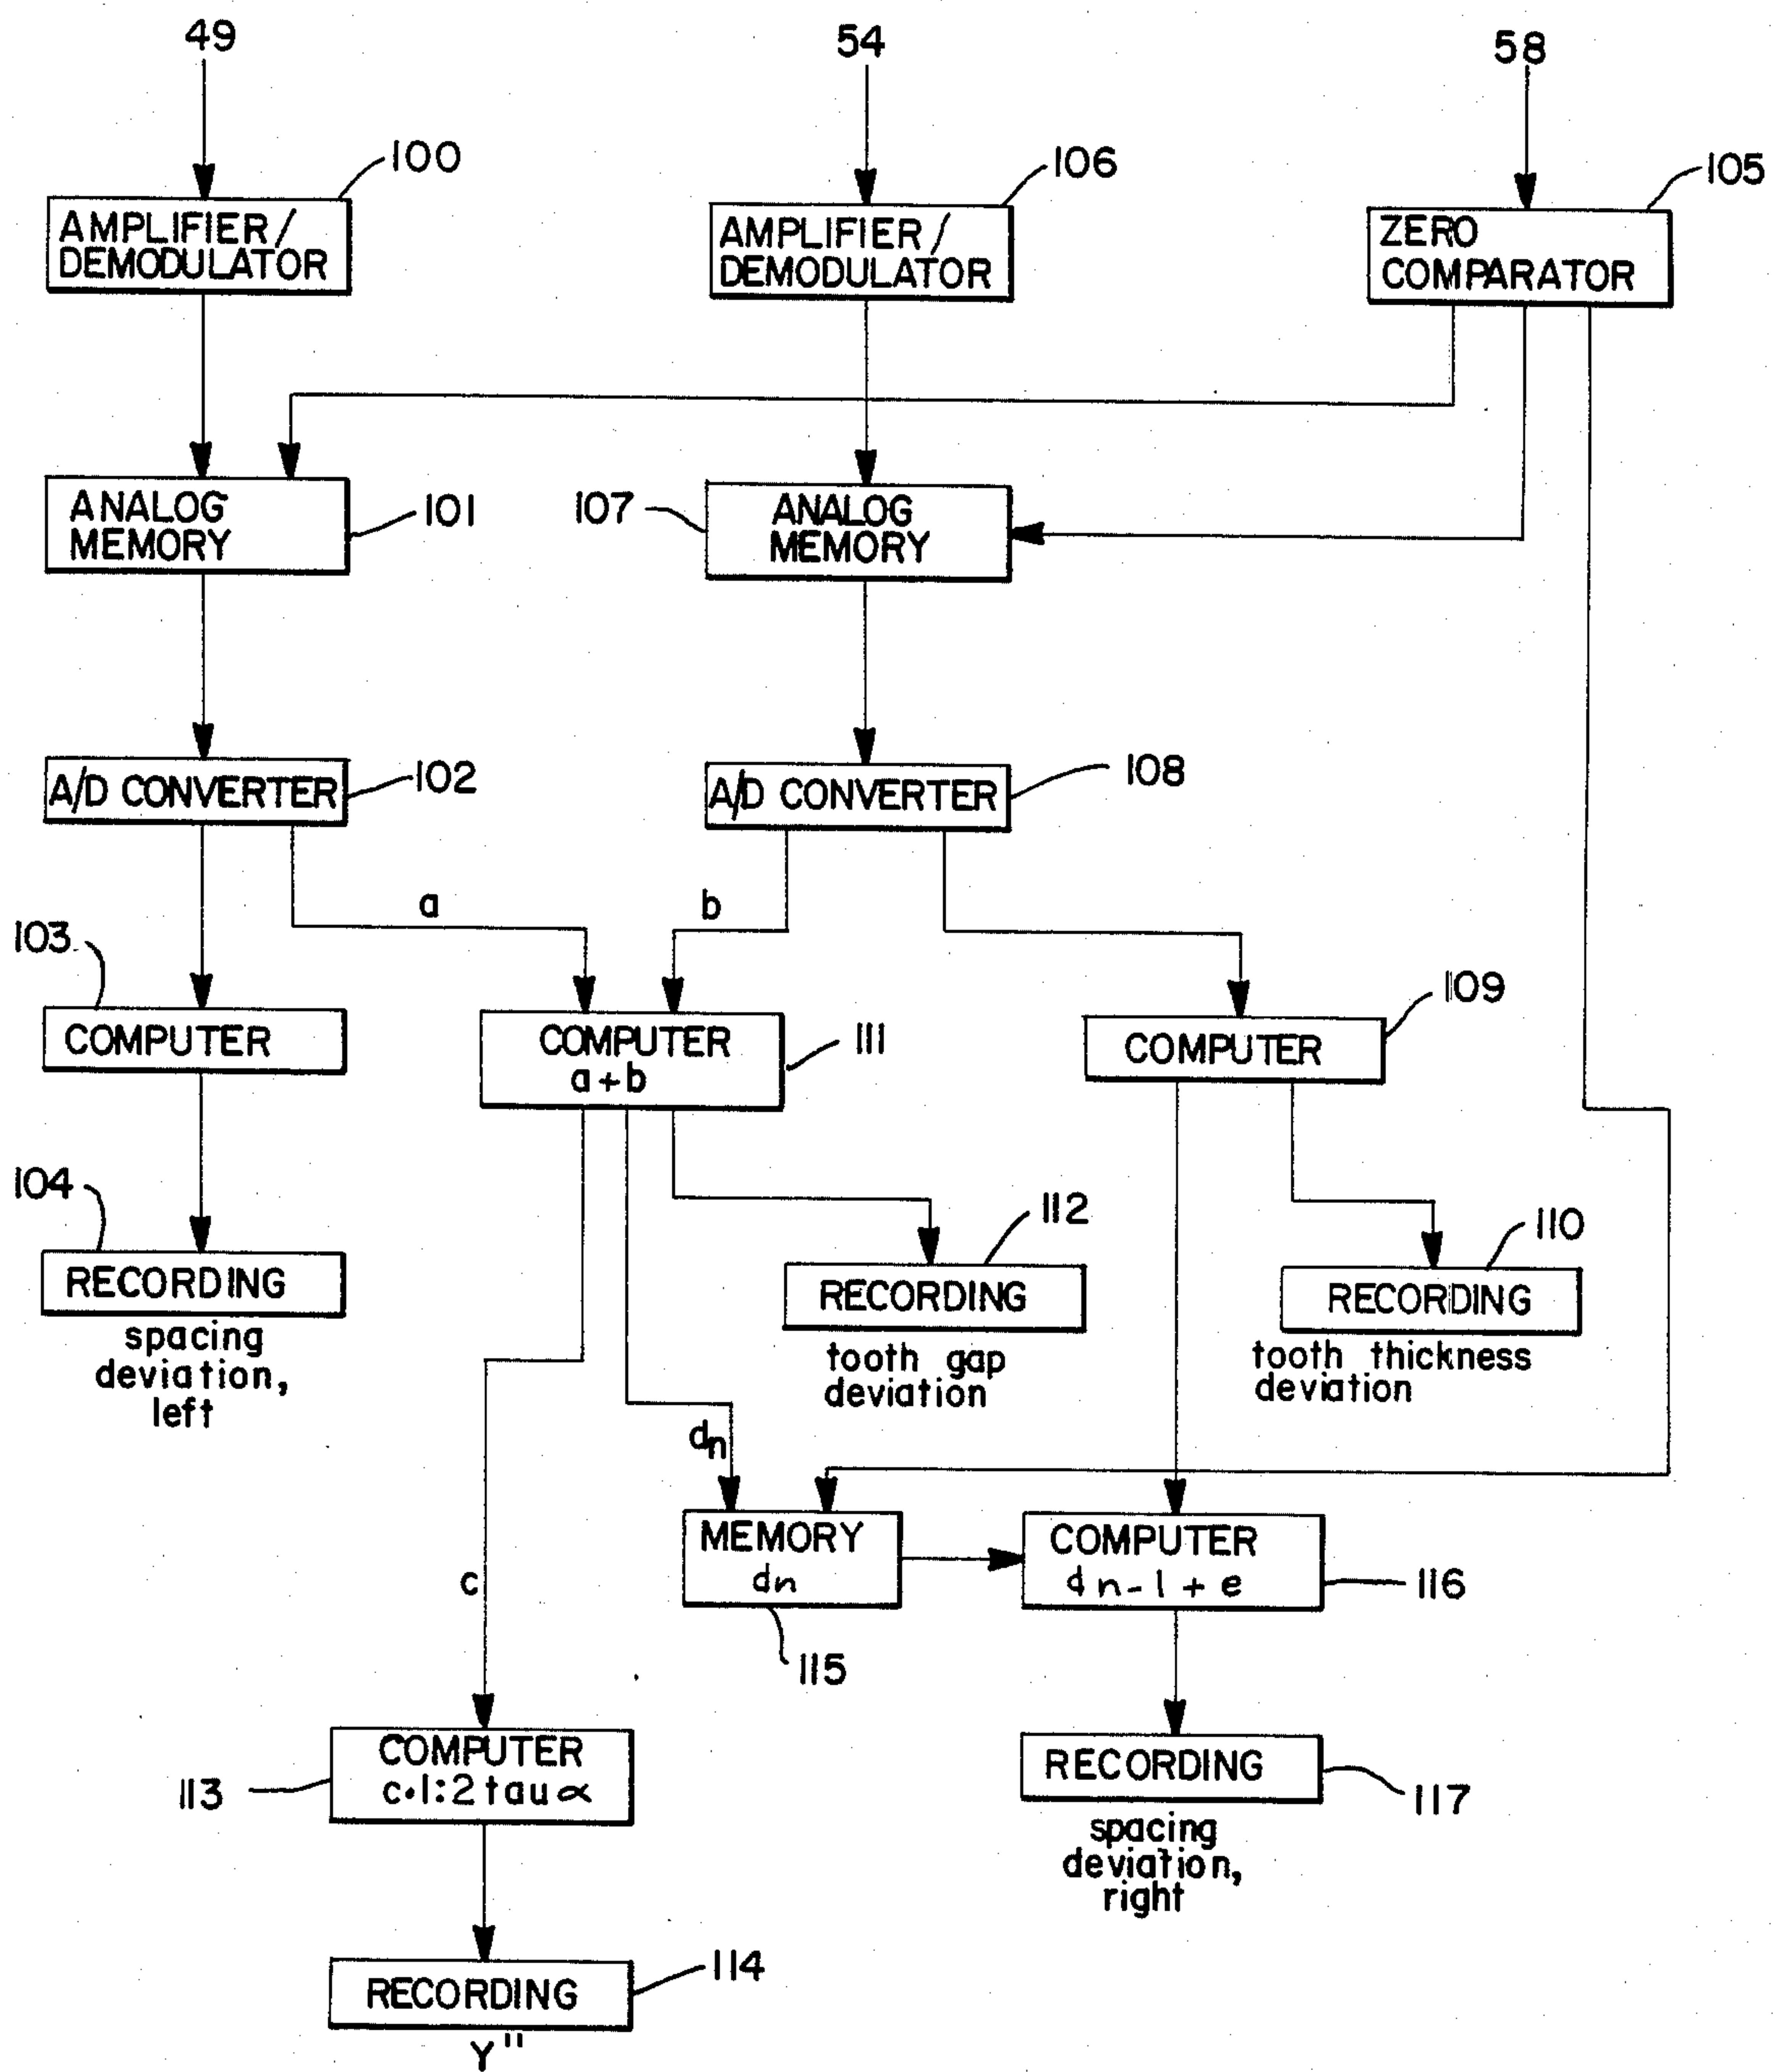 49
54
58
100
106
105
AMPLIFIER/
DEMODULATOR
AMPLIFIER/
DEMODULATOR
ZERO
COMPARATOR
ANALOG
MEMORY
101
107
ANALOG
MEMORY
A/D CONVERTER
102
A/D CONVERTER
108
a
b
103
COMPUTER
COMPUTER
a+b
111
COMPUTER
109
104
RECORDING
spacing
deviation,
left
112
RECORDING
tooth gap
deviation
110
RECORDING
tooth thickness
deviation
dn
c
MEMORY
dn
115
COMPUTER
dn-1+e
116
COMPUTER
c•1:2 tau α
113
RECORDING
117
spacing
deviation,
right
RECORDING
114
Y"